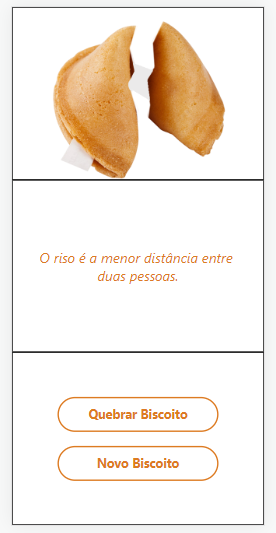 O riso é a menor distância entre
duas pessoas.
Quebrar Biscoito
Novo Biscoito